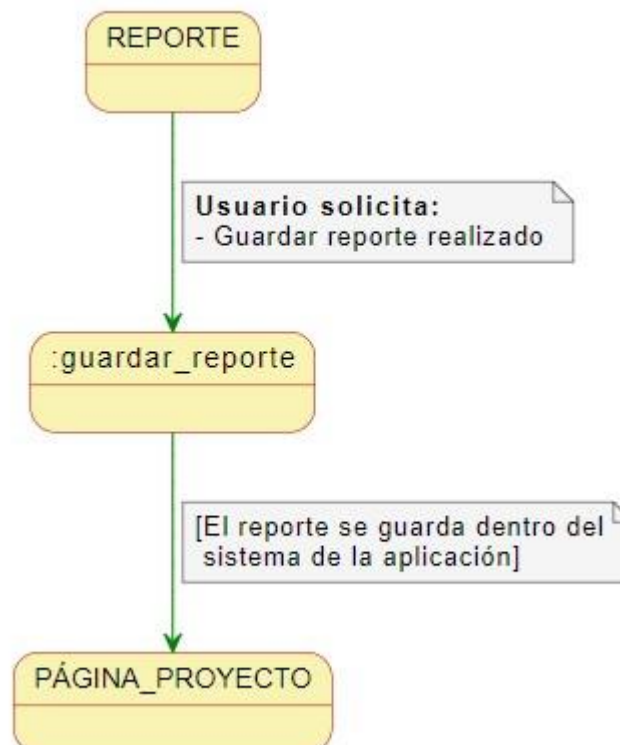 REPORTE
Usuario solicita:
- Guardar reporte realizado
:guardar_reporte
[El reporte se guarda dentro del
sistema de la aplicación]
PÁGINA_PROYECTO